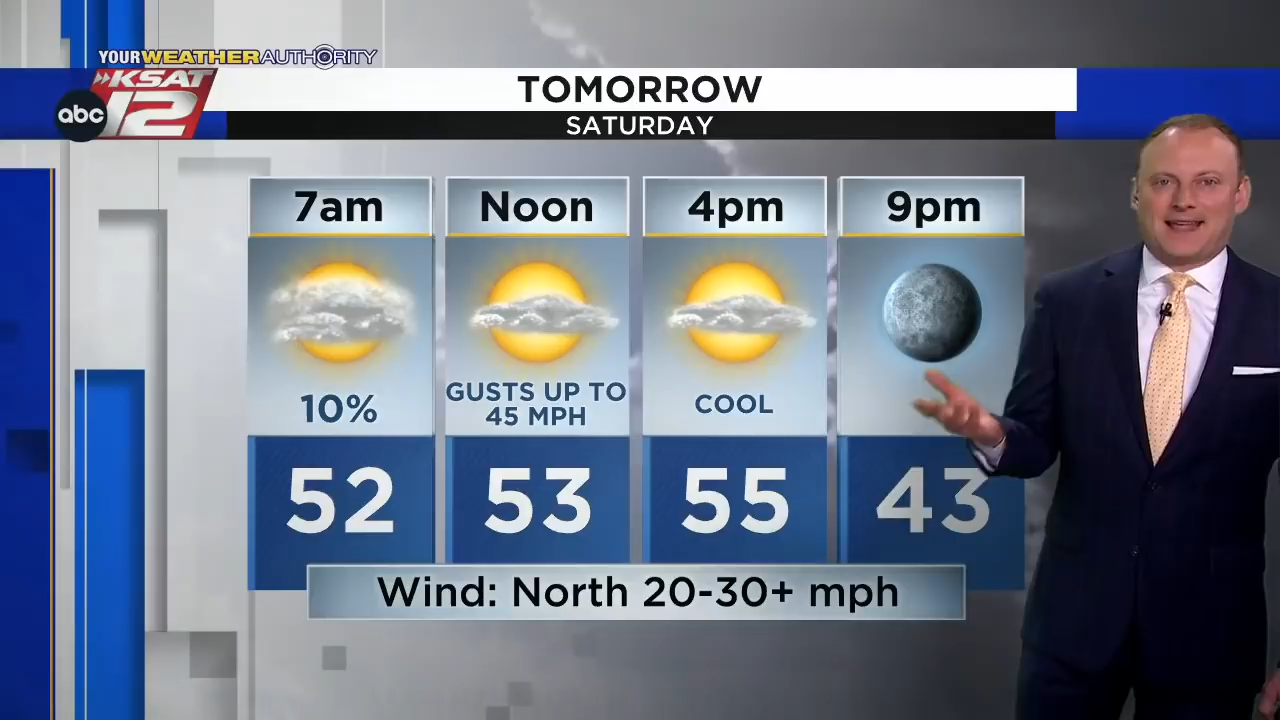 YOURWEATHERAUTHORITY
KSAT
abc 12
TOMORROW
SATURDAY
7am Noon 4pm 9pm
10% GUSTS UP TO 45 MPH COOL
52 53 55 43
Wind: North 20-30+ mph